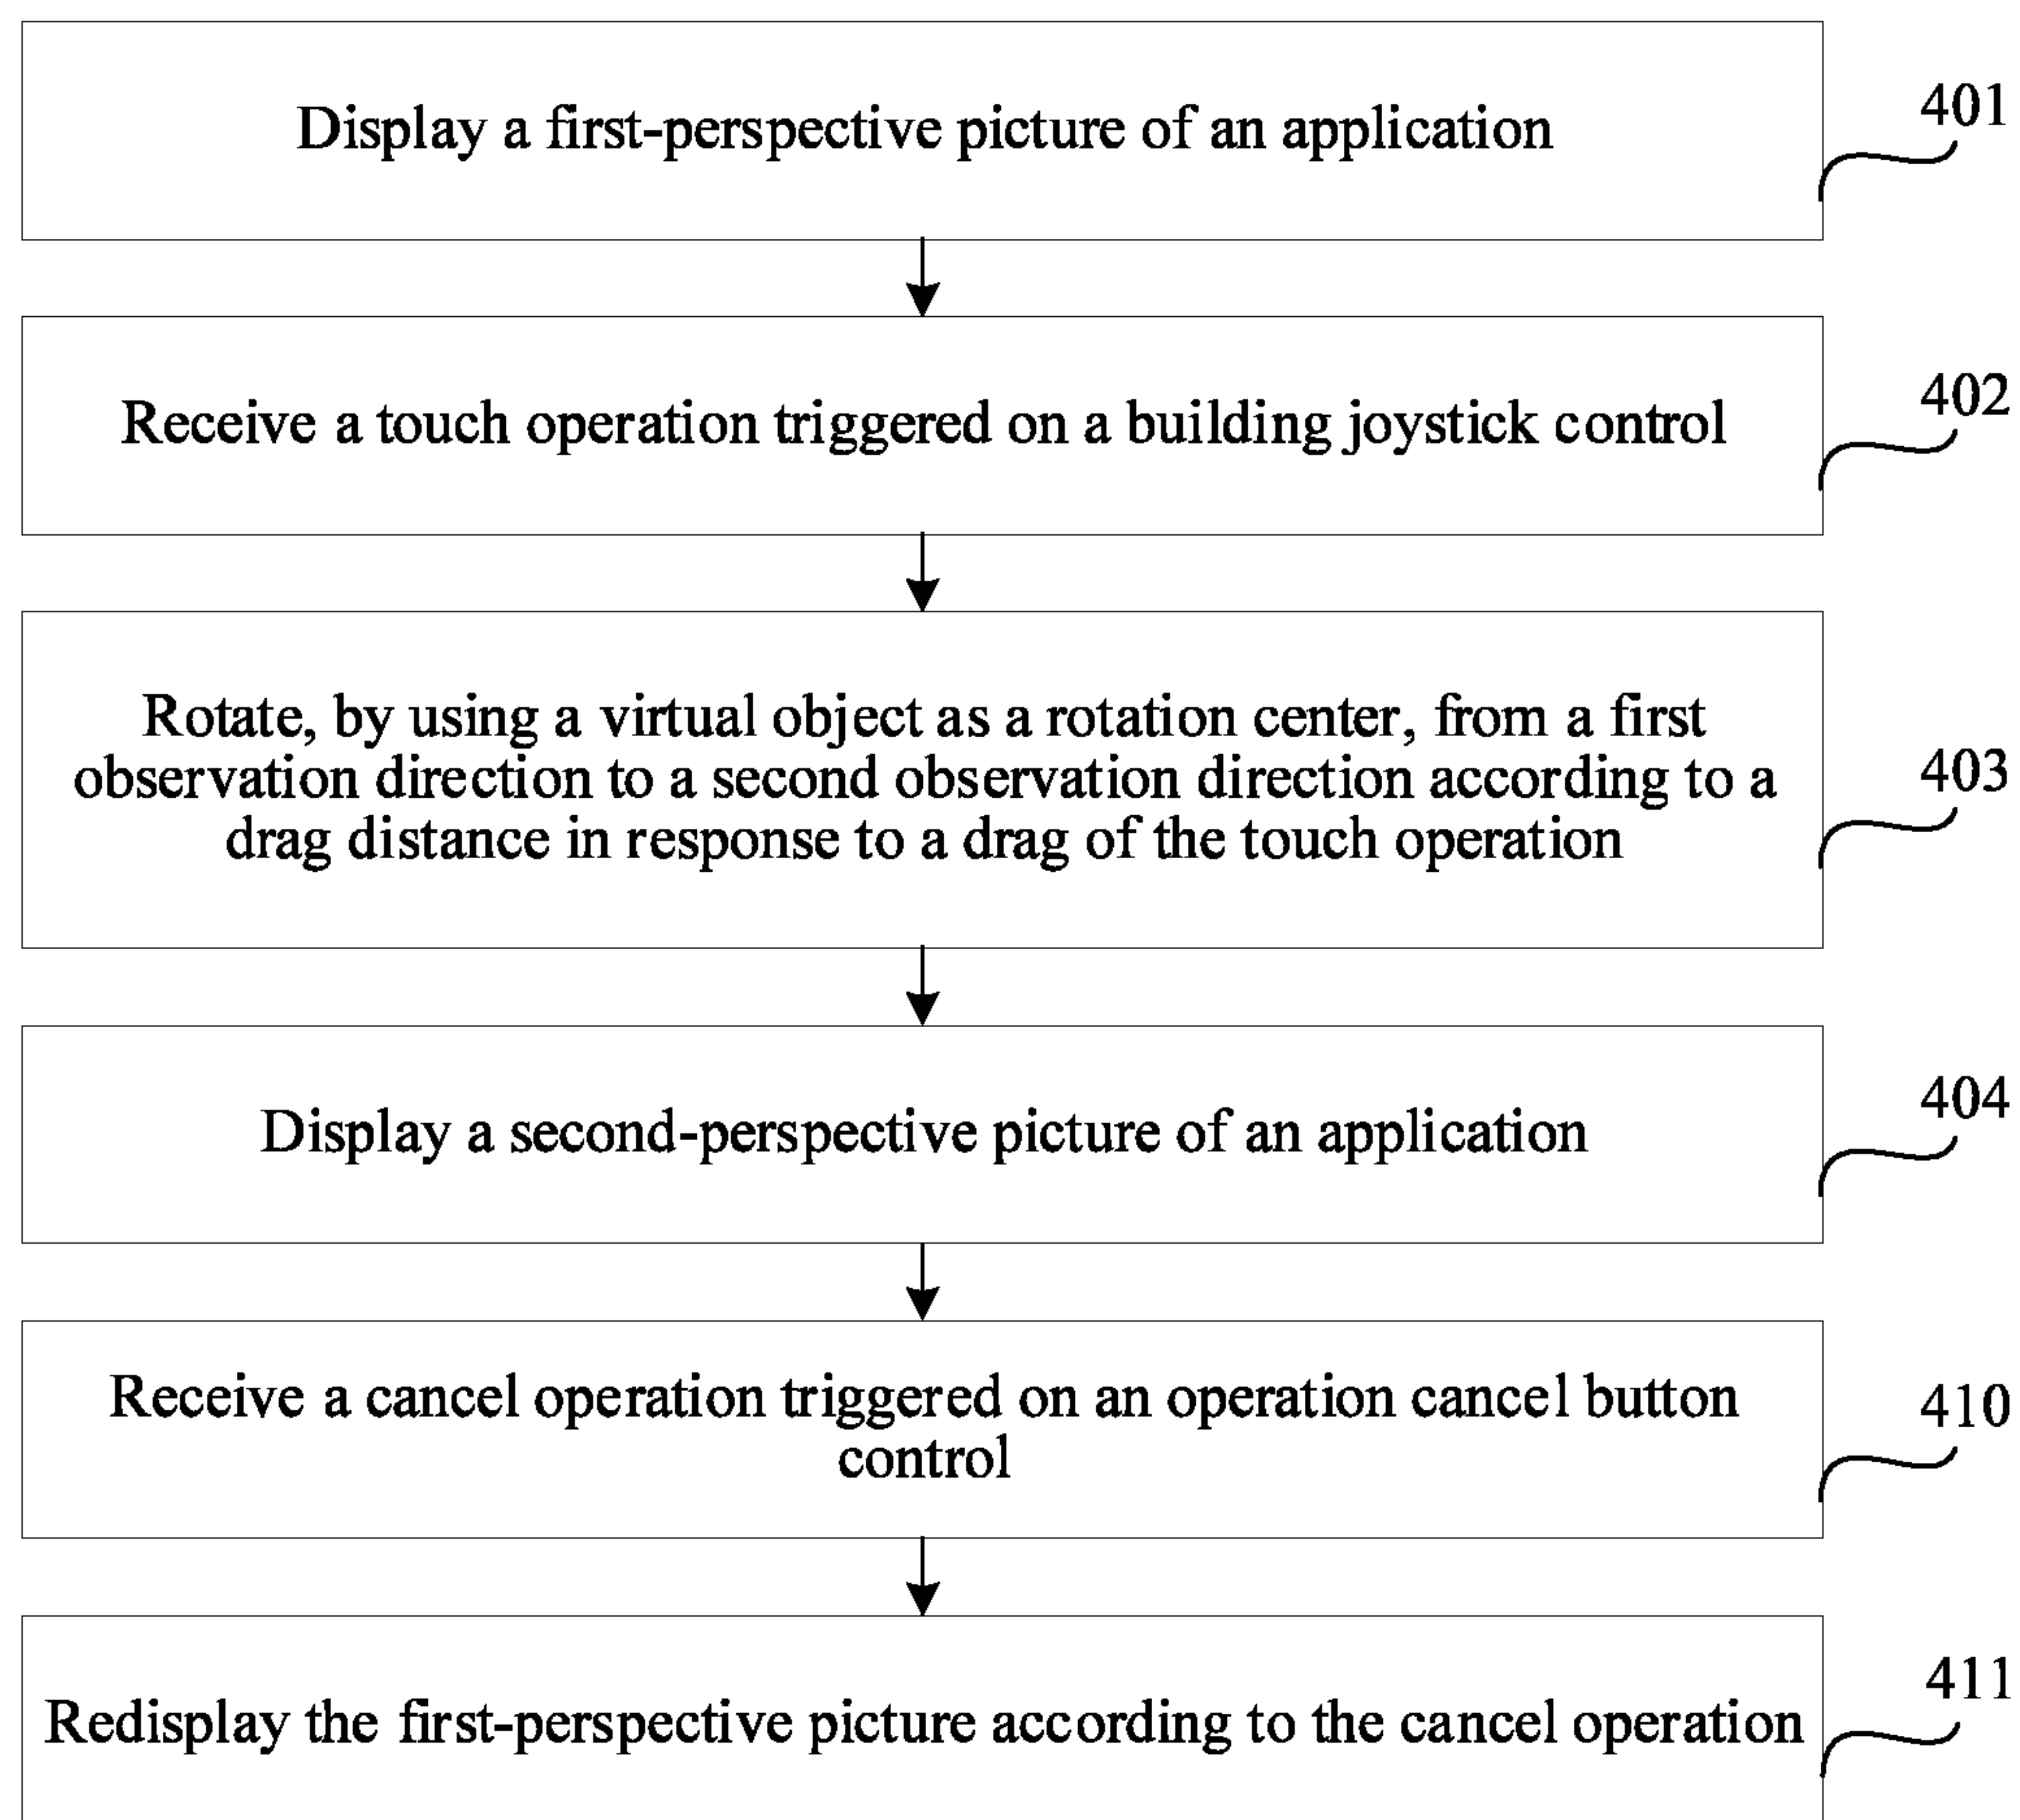 Display a first-perspective picture of an application
401
Receive a touch operation triggered on a building joystick control
402
Rotate, by using a virtual object as a rotation center, from a first
observation direction to a second observation direction according to a
drag distance in response to a drag of the touch operation
403
Display a second-perspective picture of an application
404
Receive a cancel operation triggered on an operation cancel button
control
410
Redisplay the first-perspective picture according to the cancel operation
411